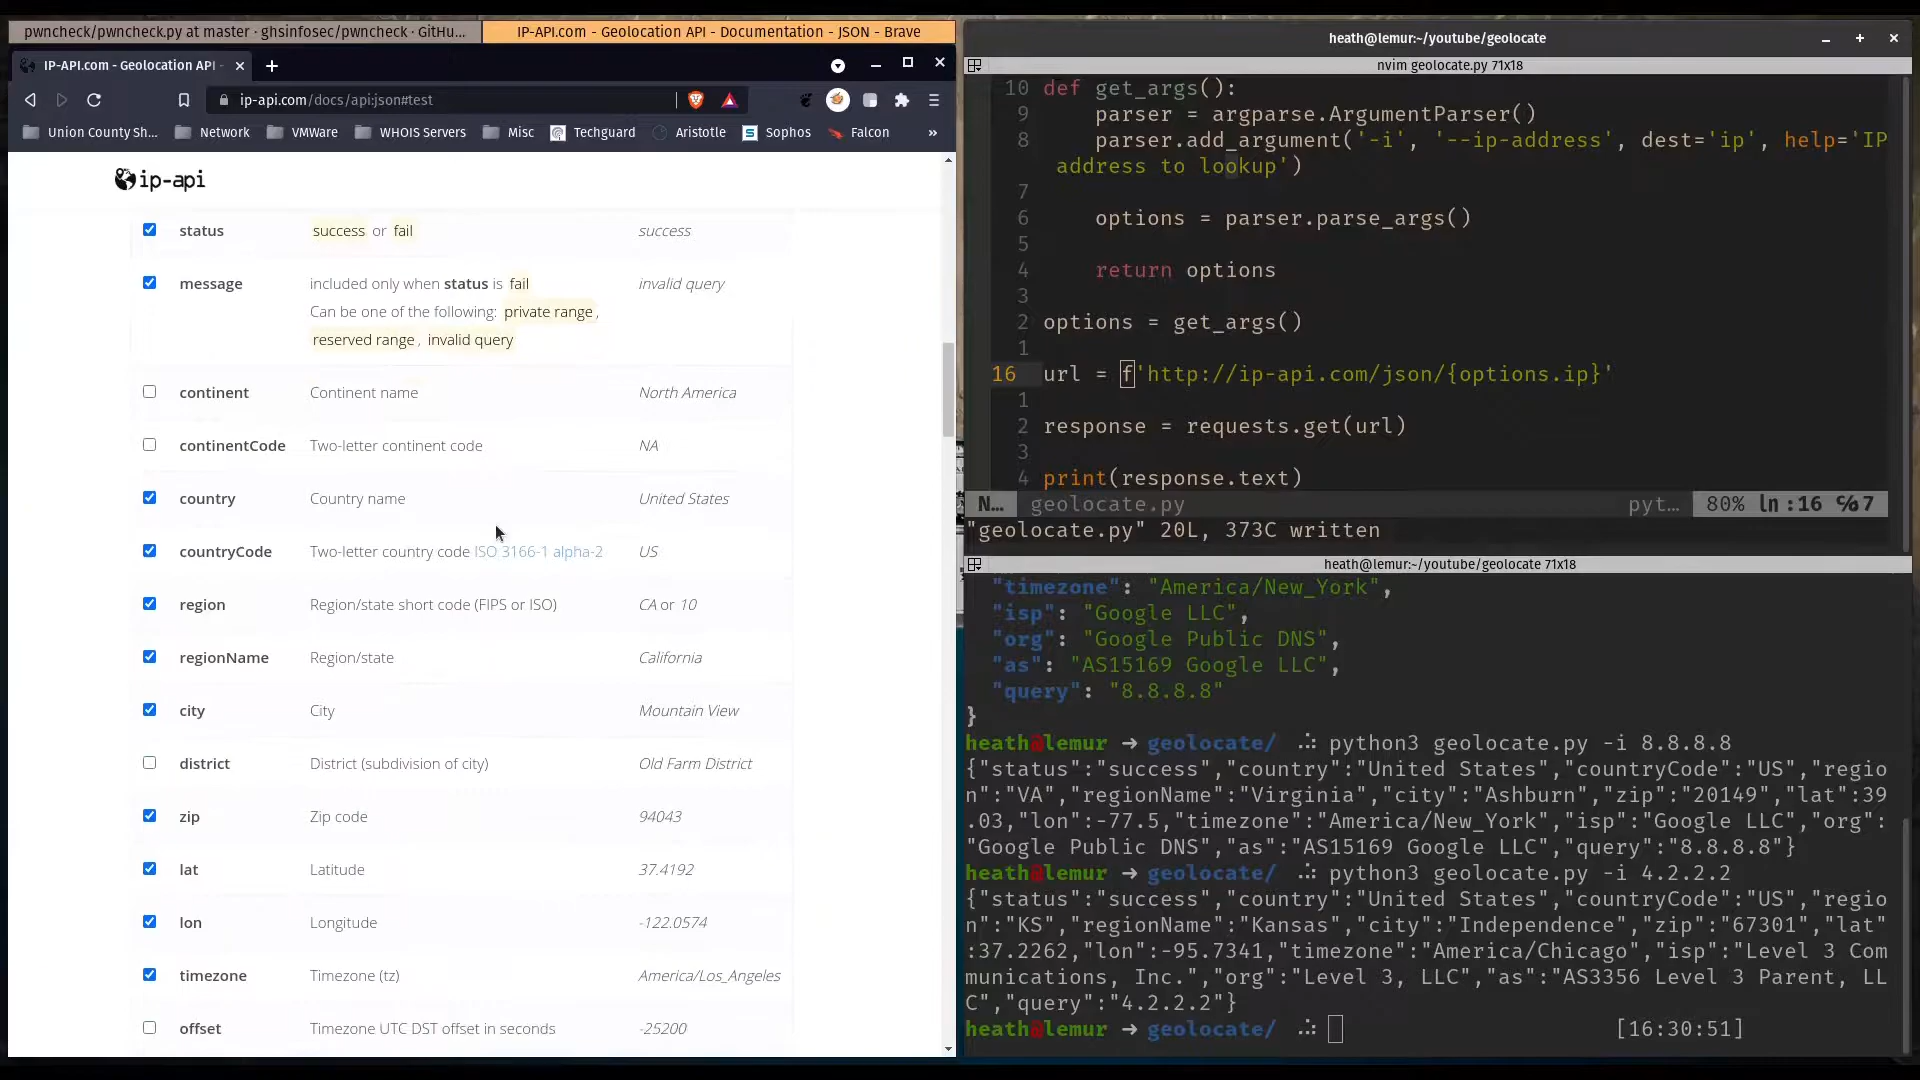 pwncheck/pwncheck.py at master · ghsinfosec/pwncheck · GitHu...
IP-API.com - Geolocation API - Documentation - JSON - Brave
IP-API.com - Geolocation API -
ip-api.com/docs/api:json#test
Union County Sh...
Network
VMWare
WHOIS Servers
Misc
Techguard
Aristotle
Sophos
Falcon
»
ip-api
status success or fail success
message included only when status is fail invalid query
Can be one of the following: private range,
reserved range, invalid query
continent Continent name North America
continentCode Two-letter continent code NA
country Country name United States
countryCode Two-letter country code ISO 3166-1 alpha-2 US
region Region/state short code (FIPS or ISO) CA or 10
regionName Region/state California
city City Mountain View
district District (subdivision of city) Old Farm District
zip Zip code 94043
lat Latitude 37.4192
lon Longitude -122.0574
timezone Timezone (tz) America/Los_Angeles
offset Timezone UTC DST offset in seconds -25200
heath@lemur:~/youtube/geolocate
nvim geolocate.py 71x18
10 def get_args():
9 parser = argparse.ArgumentParser()
8 parser.add_argument('-i', '--ip-address', dest='ip', help='IP
address to lookup')
7
6 options = parser.parse_args()
5
4 return options
3
2 options = get_args()
1
16 url = f'http://ip-api.com/json/{options.ip}'
1
2 response = requests.get(url)
3
4 print(response.text)
N... geolocate.py pyt... 80% ln:16 ℅7
"geolocate.py" 20L, 373C written
heath@lemur:~/youtube/geolocate 71x18
"timezone": "America/New_York",
"isp": "Google LLC",
"org": "Google Public DNS",
"as": "AS15169 Google LLC",
"query": "8.8.8.8"
}
heath@lemur ➜ geolocate/ .:: python3 geolocate.py -i 8.8.8.8
{"status":"success","country":"United States","countryCode":"US","regio
n":"VA","regionName":"Virginia","city":"Ashburn","zip":"20149","lat":39
.03,"lon":-77.5,"timezone":"America/New_York","isp":"Google LLC","org":
"Google Public DNS","as":"AS15169 Google LLC","query":"8.8.8.8"}
heath@lemur ➜ geolocate/ .:: python3 geolocate.py -i 4.2.2.2
{"status":"success","country":"United States","countryCode":"US","regio
n":"KS","regionName":"Kansas","city":"Independence","zip":"67301","lat"
:37.2262,"lon":-95.7341,"timezone":"America/Chicago","isp":"Level 3 Com
munications, Inc.","org":"Level 3, LLC","as":"AS3356 Level 3 Parent, LL
C","query":"4.2.2.2"}
heath@lemur ➜ geolocate/ .:: [16:30:51]